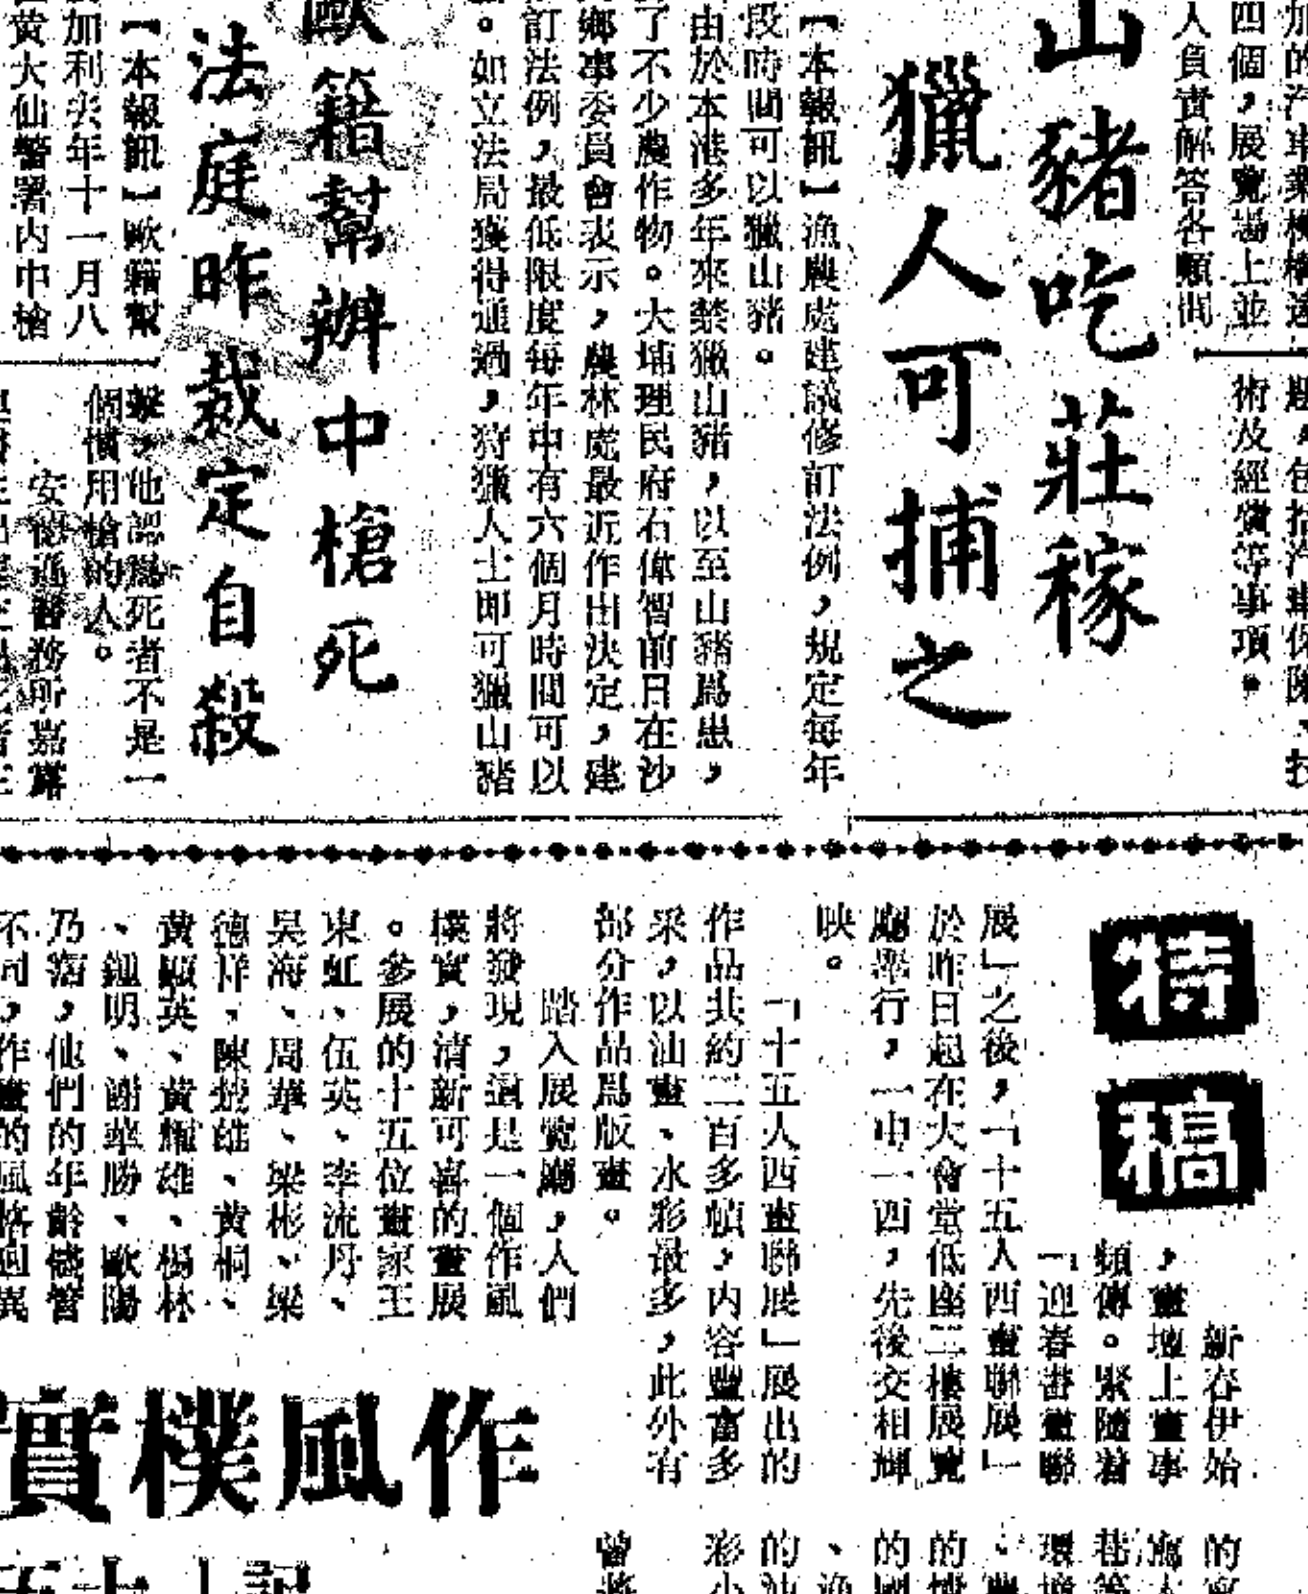 人負責解答各類問
四個，展覽場上並
術及經費等事項。
山豬吃莊稼
獵人可捕之
【本報訊】漁農處建議修訂法例，規定每年
段時間可以獵山豬。
由於本港多年來禁獵山豬，以至山豬爲患，
了不少農作物。大埔理民府石偉智前日在沙
鄉事委員會表示，農林處最近作出決定，建
訂法例，最低限度每年中有六個月時間可以
。如立法局獲得通過，狩獵人士即可獵山豬
歐籍幫辦中槍死
法庭昨裁定自殺
【本報訊】歐籍幫
加利去年十一月八
黃大仙警署內中槍
擊，他認爲死者不是一
個慣用槍的人。
特稿
新春伊始
，畫壇上畫事
頻傳。緊隨着
「迎春書畫聯
展」之後，「十五人西畫聯展」
於昨日起在大會堂低座三樓展覽
廳舉行，一中一西，先後交相輝
映。
「十五人西畫聯展」展出的
作品共約二百多幀，內容豐富多
采，以油畫、水彩最多，此外有
部分作品爲版畫。
踏入展覽廳，人們
將發現，這是一個作風
樸實，清新可喜的畫展
。參展的十五位畫家王
東虹、伍英、李流丹、
吳海、周華、梁彬、梁
德祥、陳挺雄、黃桐、
黃顯英、黃耀雄、楊林
、鍾明、謝華勝、歐陽
乃霑，他們的年齡儘管
不同，作畫的風格迥異
作風樸實